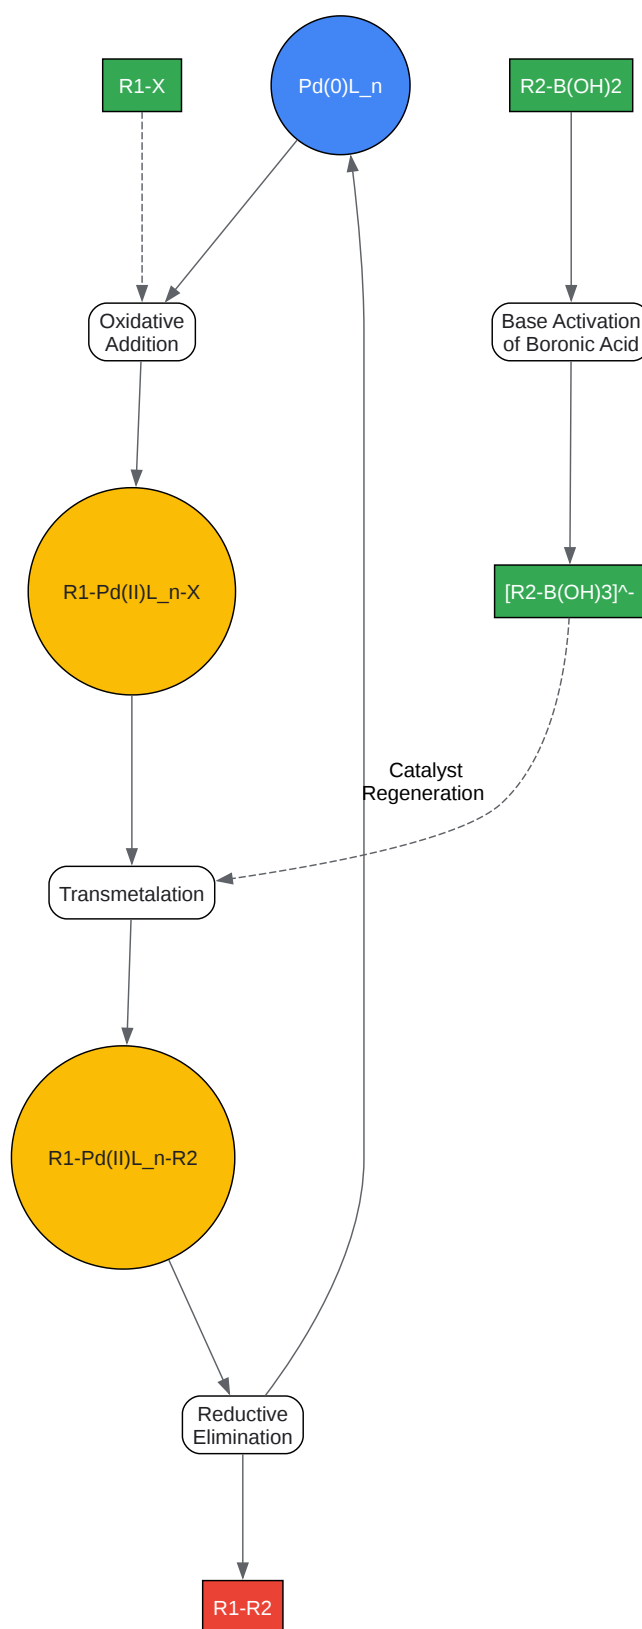 R1-X
Pd(0)L_n
R2-B(OH)2
Oxidative
Addition
Base Activation
of Boronic Acid
R1-Pd(II)L_n-X
[R2-B(OH)3]^-
Catalyst
Regeneration
Transmetalation
R1-Pd(II)L_n-R2
Reductive
Elimination
R1-R2